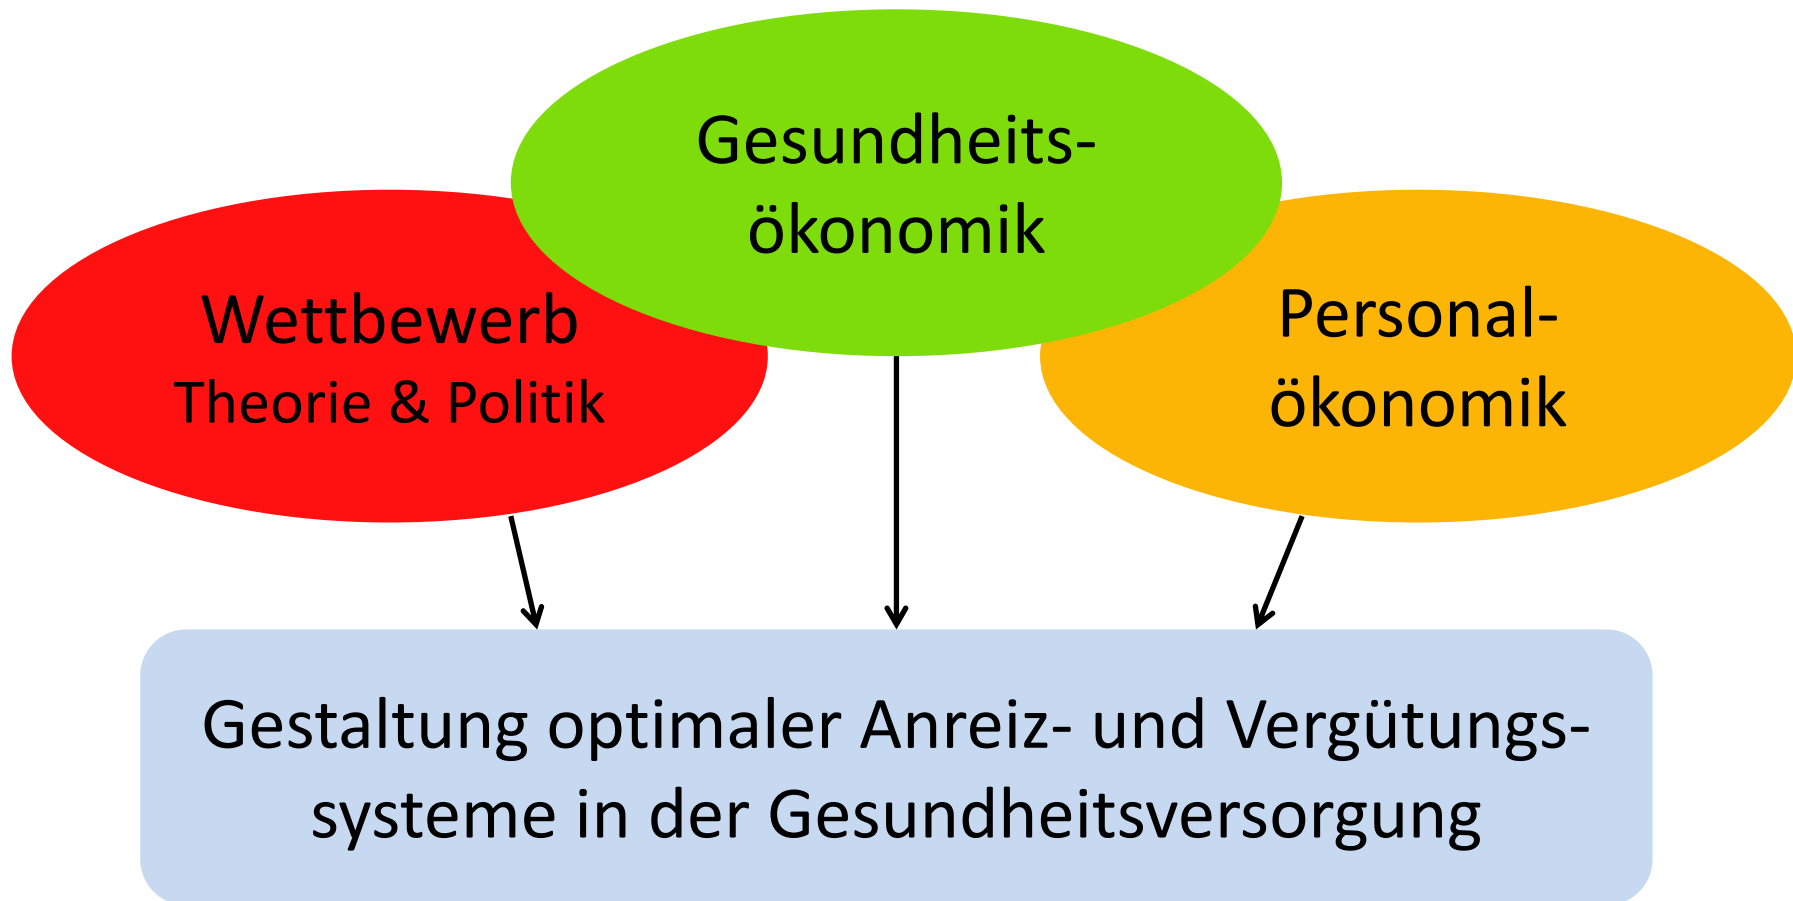 Gesundheits-
ökonomik
Wettbewerb
Theorie & Politik
Personal-
ökonomik
Gestaltung optimaler Anreiz- und Vergütungs-
systeme in der Gesundheitsversorgung